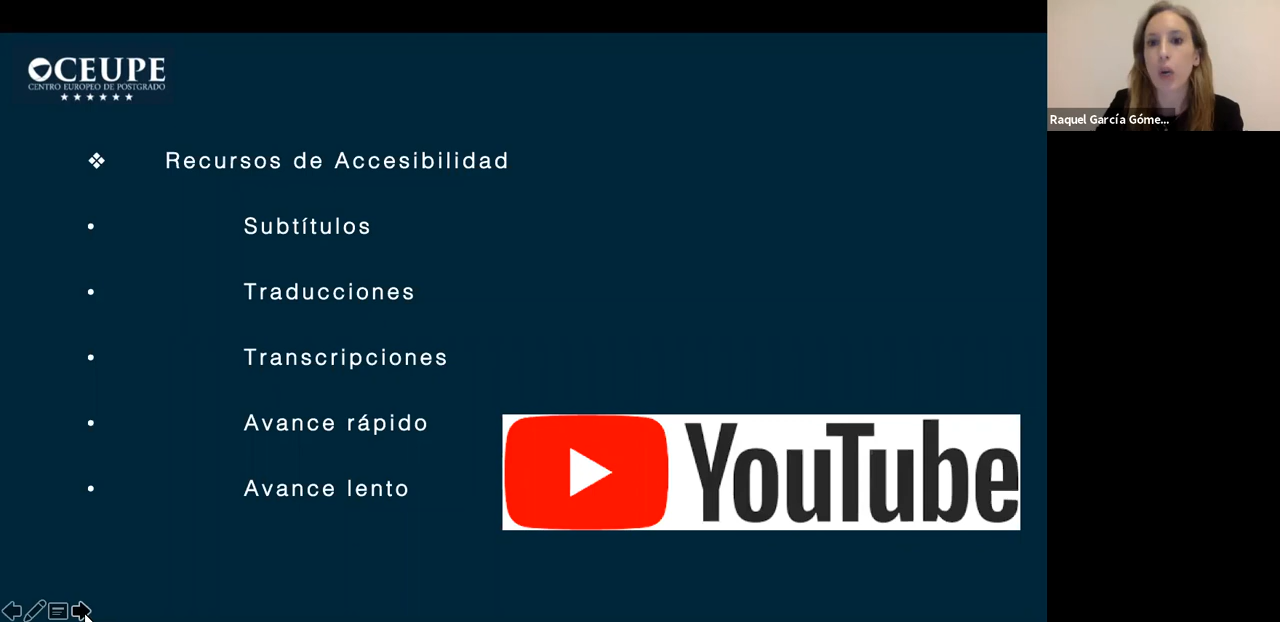 CEUPE
CENTRO EUROPEO DE POSTGRADO
Raquel García Góme...
❖ Recursos de Accesibilidad
• Subtítulos
• Traducciones
• Transcripciones
• Avance rápido
• Avance lento
YouTube